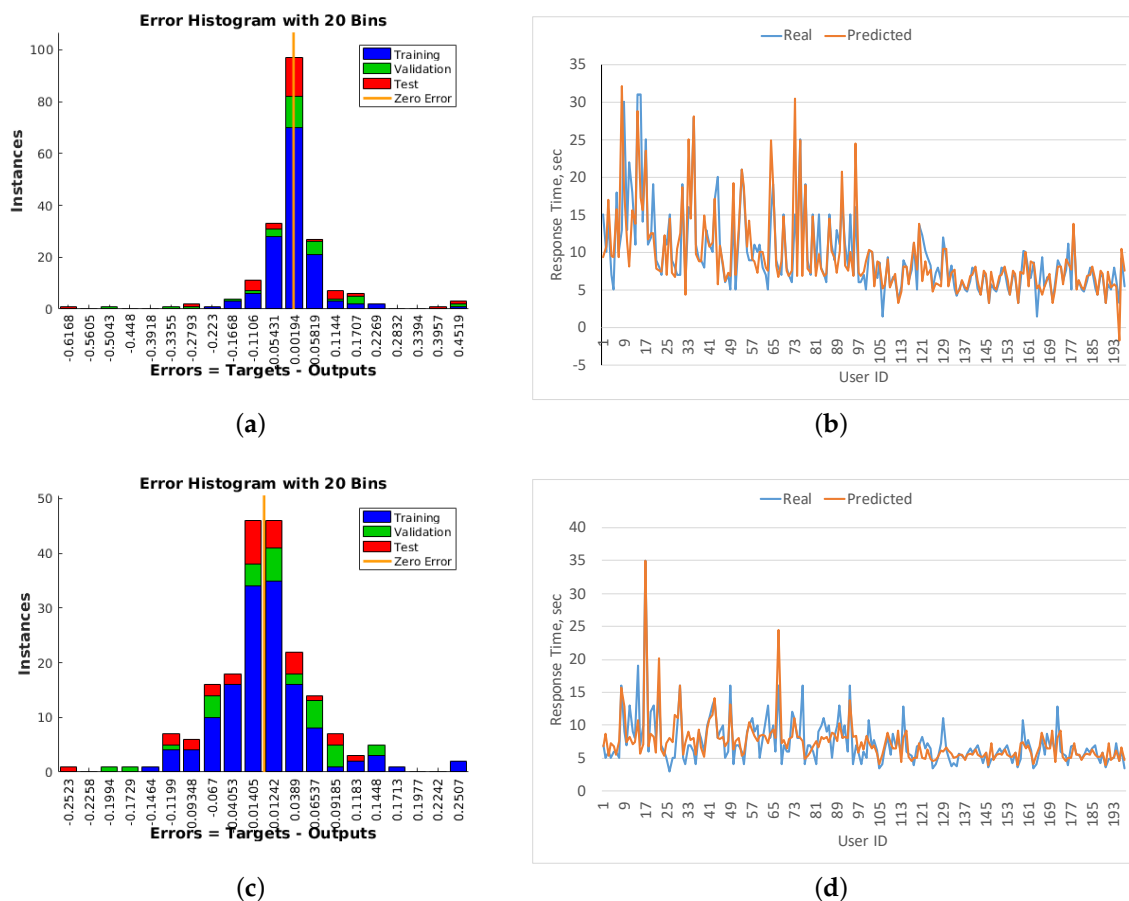 Error Histogram with 20 Bins
Instances
100
80
60
40
20
0
Training
Validation
Test
Zero Error
-0.6168
-0.5605
-0.5043
-0.448
-0.3918
-0.3355
-0.2793
-0.223
-0.1668
-0.1106
0.05431
0.00194
0.05819
0.1144
0.1707
0.2269
0.2832
0.3394
0.3957
0.4519
Errors = Targets - Outputs
(a)
Real Predicted
Response Time, sec
35
30
25
20
15
10
5
0
-5
1 9 17 25 33 41 49 57 65 73 81 89 97 105 113 121 129 137 145 153 161 169 177 185 193
User ID
(b)
Error Histogram with 20 Bins
Instances
50
40
30
20
10
0
Training
Validation
Test
Zero Error
-0.2523
-0.2258
-0.1994
-0.1729
-0.1464
-0.1199
0.09348
-0.067
0.04053
0.01405
0.01242
0.0389
0.06537
0.09185
0.1183
0.1448
0.1713
0.1977
0.2242
0.2507
Errors = Targets - Outputs
(c)
Real Predicted
Response Time, sec
40
35
30
25
20
15
10
5
0
1 9 17 25 33 41 49 57 65 73 81 89 97 105 113 121 129 137 145 153 161 169 177 185 193
User ID
(d)